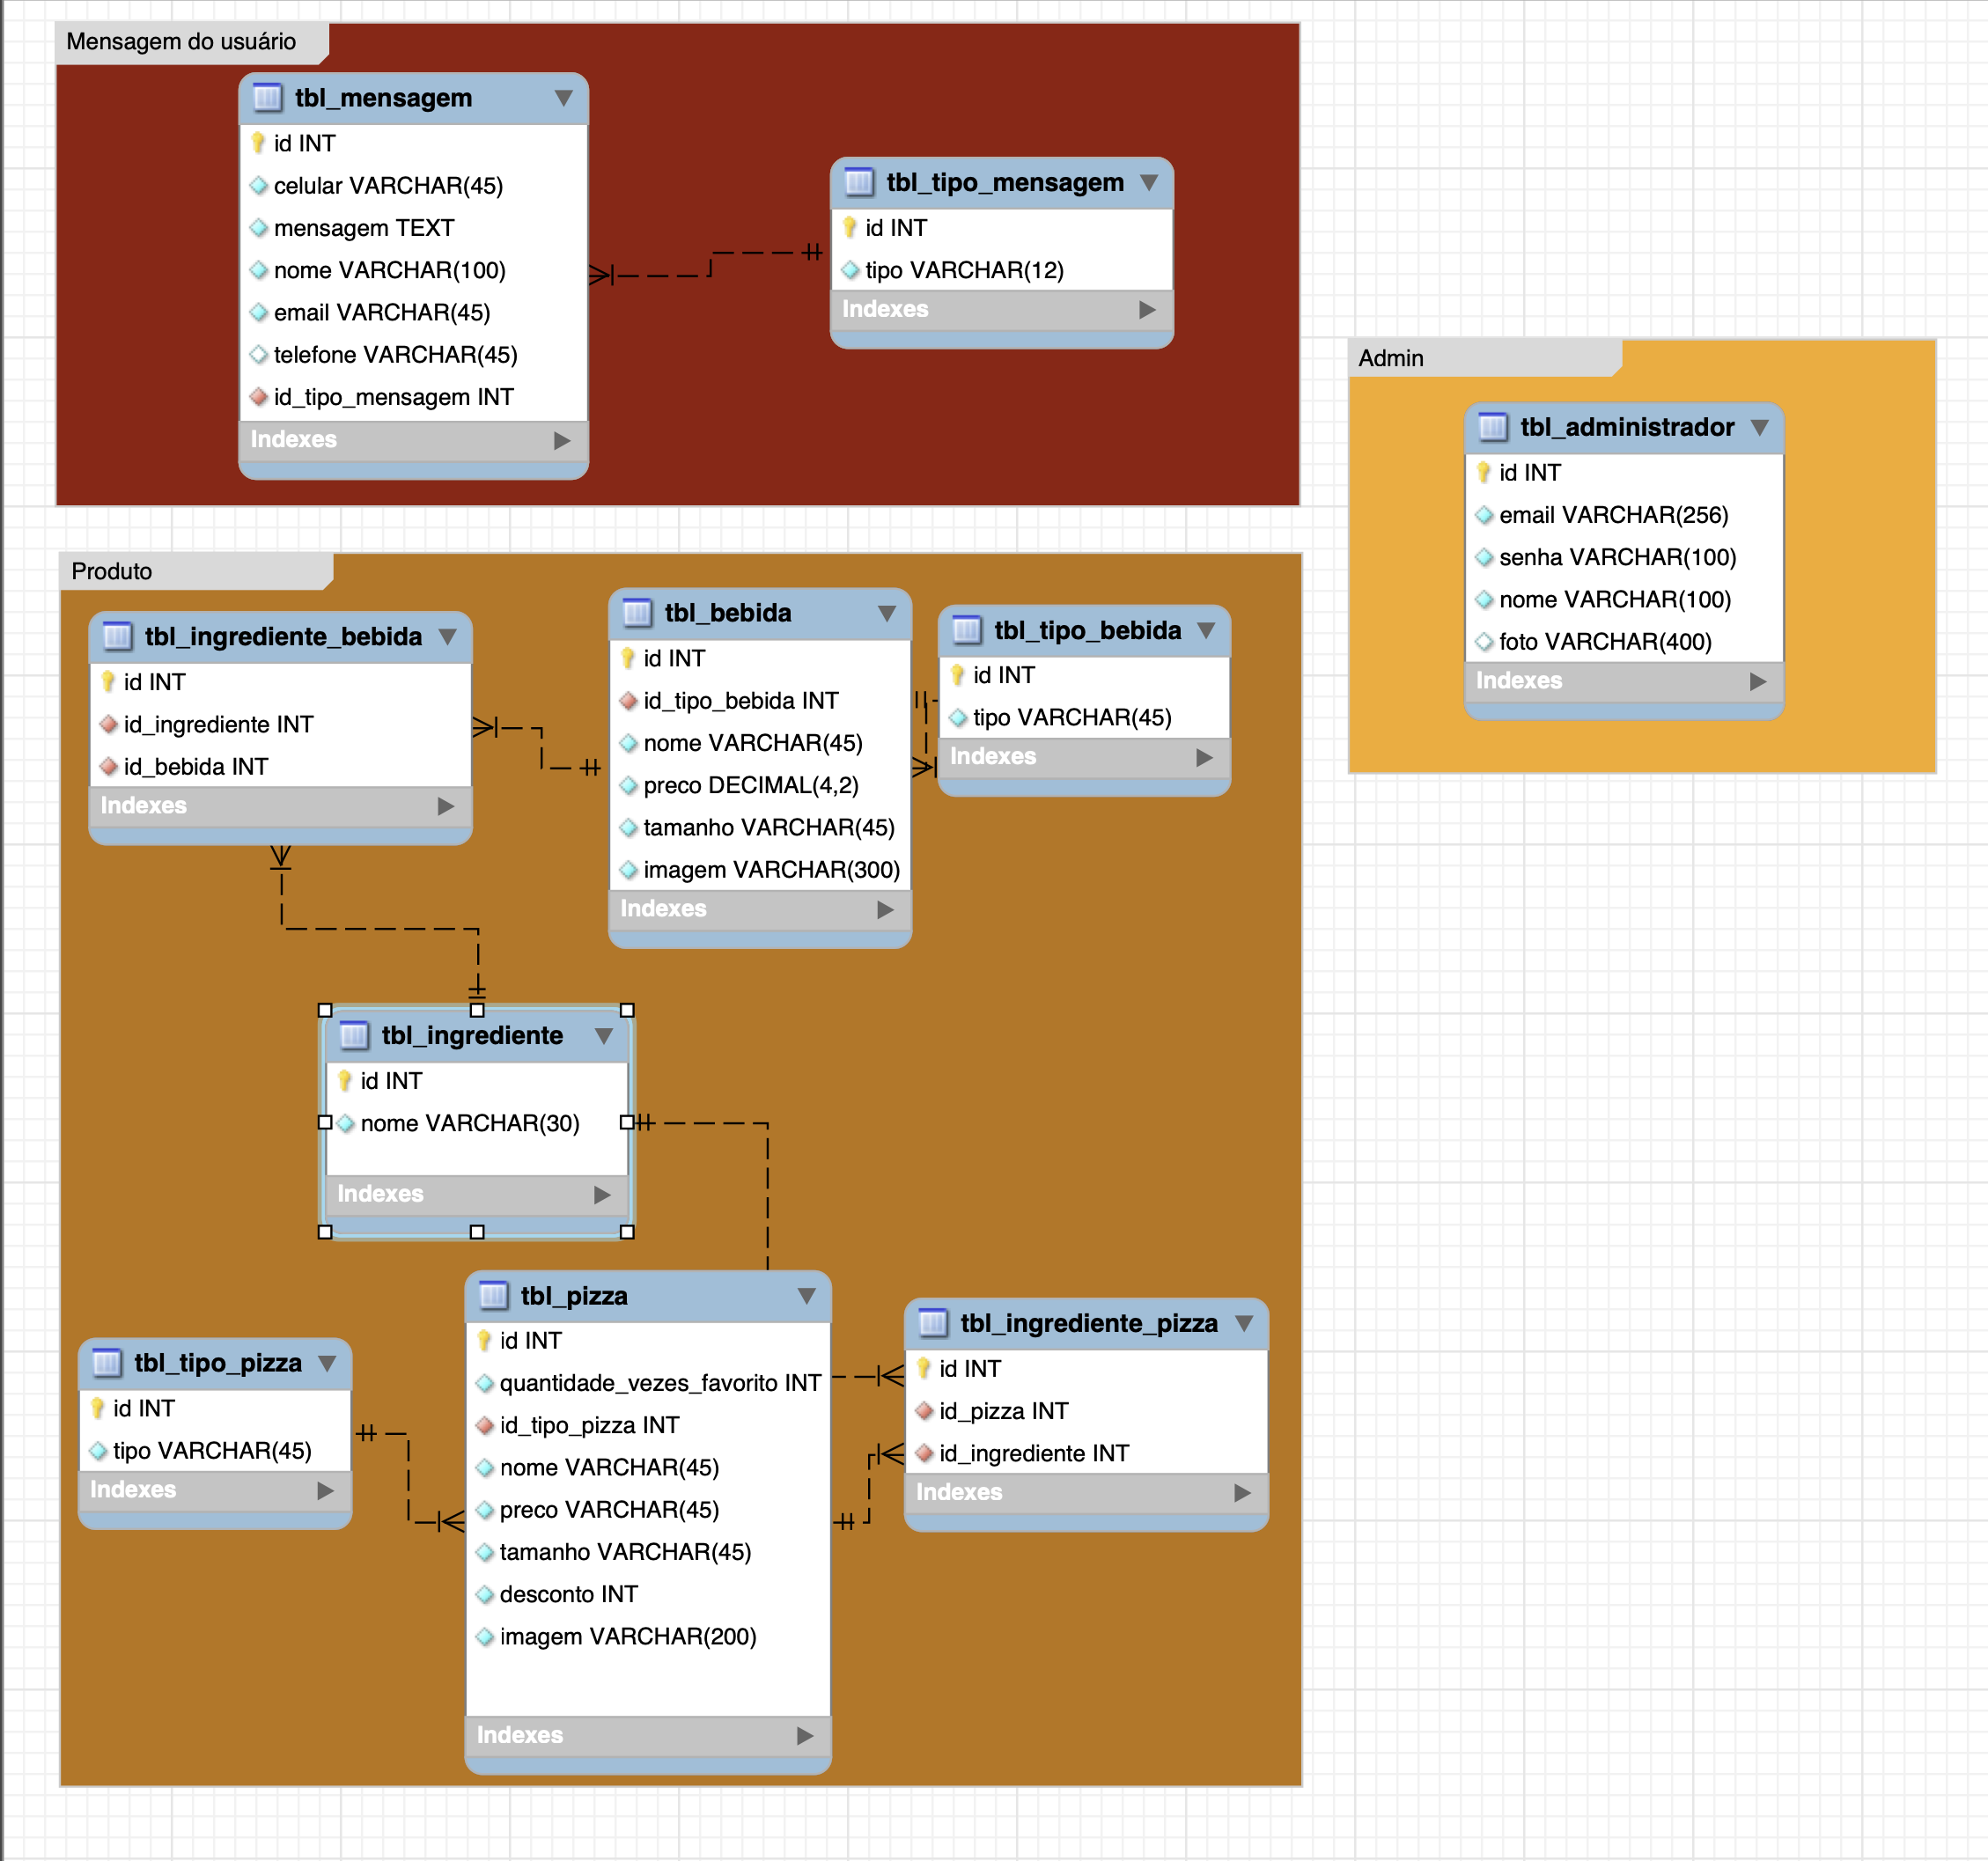 Mensagem do usuário
tbl_mensagem
id INT
celular VARCHAR(45)
mensagem TEXT
nome VARCHAR(100)
email VARCHAR(45)
telefone VARCHAR(45)
id_tipo_mensagem INT
Indexes
tbl_tipo_mensagem
id INT
tipo VARCHAR(12)
Indexes
Admin
tbl_administrador
id INT
email VARCHAR(256)
senha VARCHAR(100)
nome VARCHAR(100)
foto VARCHAR(400)
Indexes
Produto
tbl_ingrediente_bebida
id INT
id_ingrediente INT
id_bebida INT
Indexes
tbl_bebida
id INT
id_tipo_bebida INT
nome VARCHAR(45)
preco DECIMAL(4,2)
tamanho VARCHAR(45)
imagem VARCHAR(300)
Indexes
tbl_tipo_bebida
id INT
tipo VARCHAR(45)
Indexes
tbl_ingrediente
id INT
nome VARCHAR(30)
Indexes
tbl_tipo_pizza
id INT
tipo VARCHAR(45)
Indexes
tbl_pizza
id INT
quantidade_vezes_favorito INT
id_tipo_pizza INT
nome VARCHAR(45)
preco VARCHAR(45)
tamanho VARCHAR(45)
desconto INT
imagem VARCHAR(200)
Indexes
tbl_ingrediente_pizza
id INT
id_pizza INT
id_ingrediente INT
Indexes